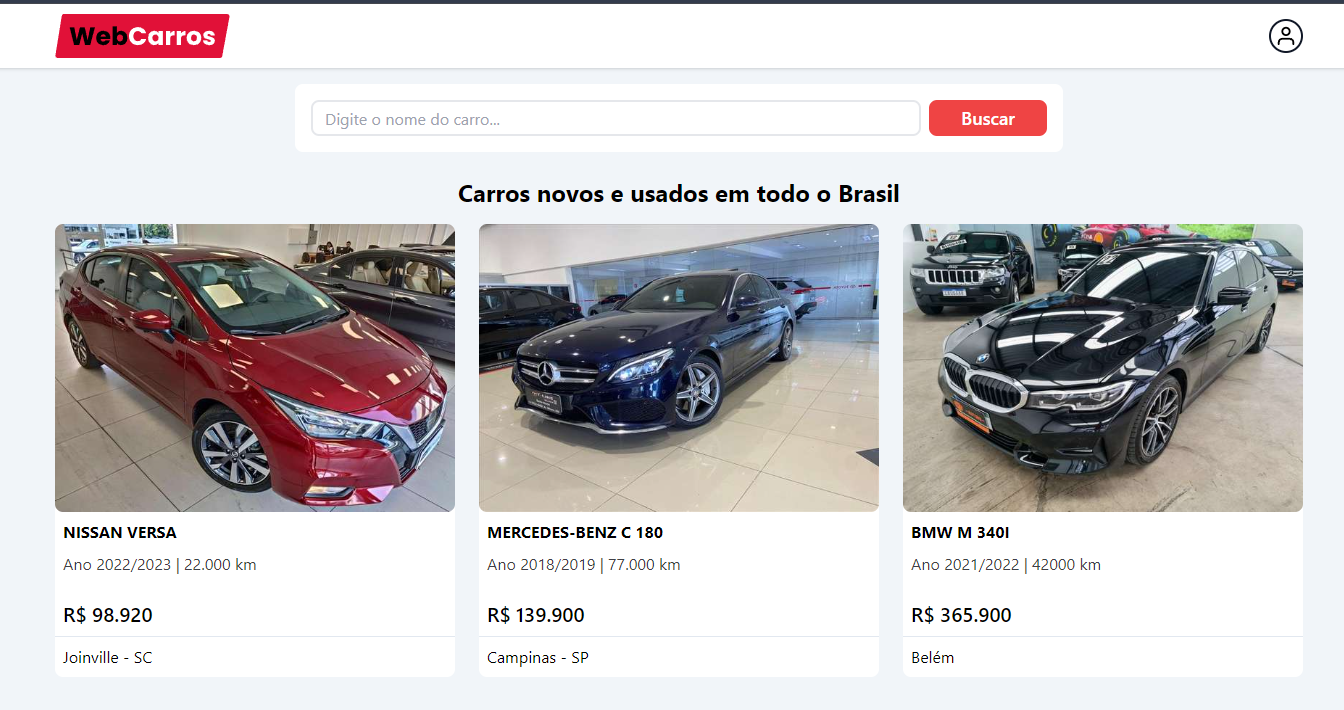 WebCarros
Digite o nome do carro...
Buscar
Carros novos e usados em todo o Brasil
NISSAN VERSA
Ano 2022/2023 | 22.000 km
R$ 98.920
Joinville - SC
MERCEDES-BENZ C 180
Ano 2018/2019 | 77.000 km
R$ 139.900
Campinas - SP
BMW M 340I
Ano 2021/2022 | 42000 km
R$ 365.900
Belém